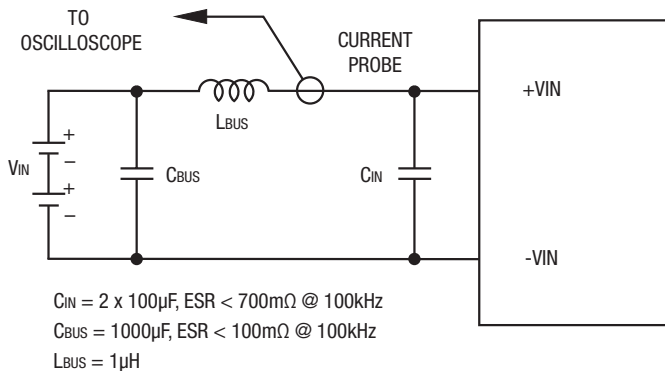 TO
OSCILLOSCOPE
CURRENT
PROBE
LBUS
+VIN
VIN
+
−
+
−
CBUS
CIN
-VIN
CIN = 2 x 100µF, ESR < 700mΩ @ 100kHz
CBUS = 1000µF, ESR < 100mΩ @ 100kHz
LBUS = 1µH